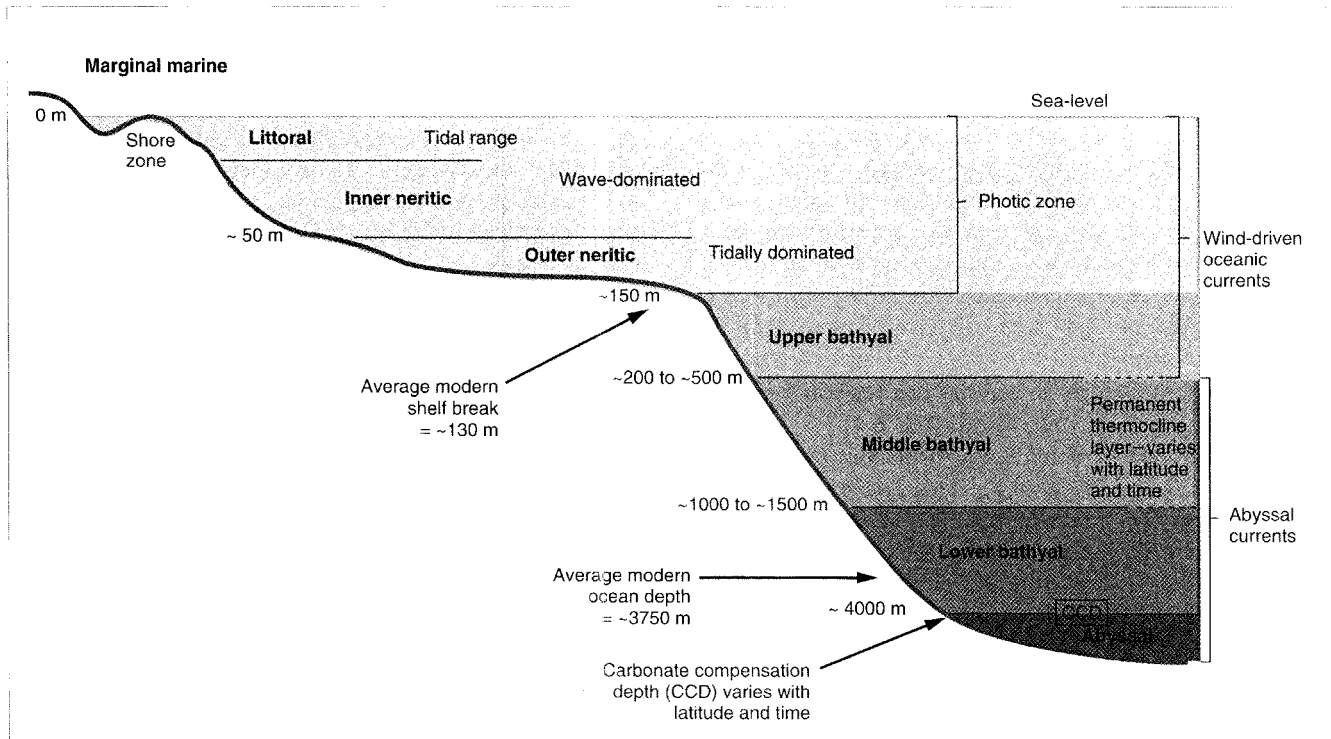 Marginal marine
Sea-level
0 m
Shore
zone
Littoral
Tidal range
Wave-dominated
Inner neritic
Photic zone
~ 50 m
Outer neritic
Tidally dominated
Wind-driven
oceanic
currents
~150 m
Upper bathyal
Average modern
shelf break
= ~130 m
~200 to ~500 m
Permanent
thermocline
layer–varies
with latitude
and time
Middle bathyal
~1000 to ~1500 m
Abyssal
currents
Lower bathyal
Average modern
ocean depth
= ~3750 m
~ 4000 m
CCD
Abyssal
Carbonate compensation
depth (CCD) varies with
latitude and time